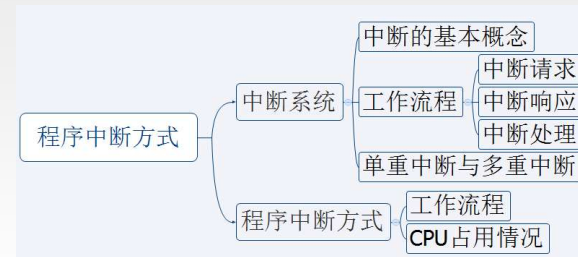 程序中断方式
中断系统
中断的基本概念
工作流程
中断请求
中断响应
中断处理
单重中断与多重中断
程序中断方式
工作流程
CPU占用情况